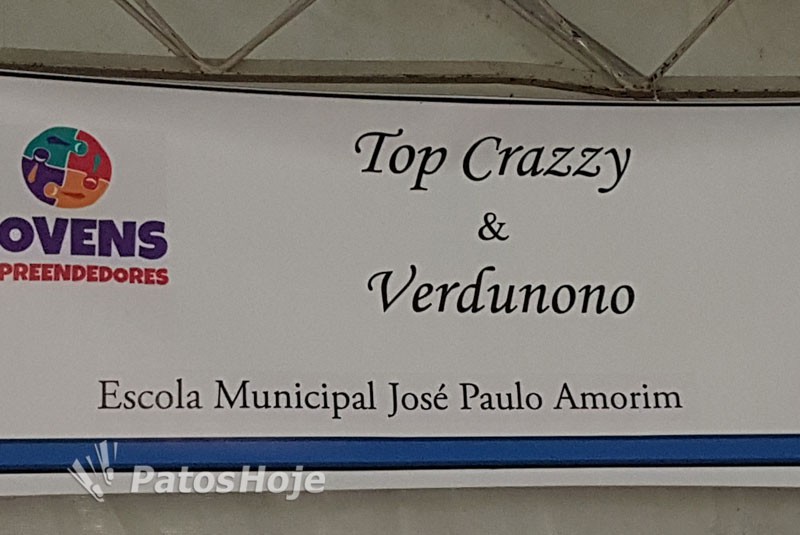 Top Crazzy
&
Verdunono
OVENS
PREENDEDORES
Escola Municipal José Paulo Amorim
PatosHoje